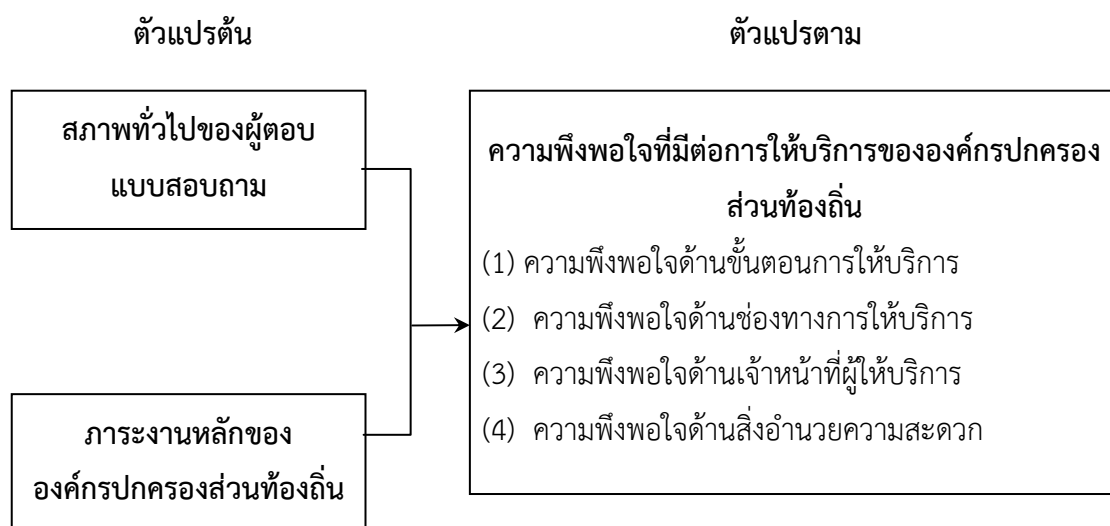 ตัวแปรต้น
ตัวแปรตาม
สภาพทั่วไปของผู้ตอบ
แบบสอบถาม
ภาระงานหลักของ
องค์กรปกครองส่วนท้องถิ่น
ความพึงพอใจที่มีต่อการให้บริการขององค์กรปกครอง
ส่วนท้องถิ่น
(1) ความพึงพอใจด้านขั้นตอนการให้บริการ
(2) ความพึงพอใจด้านช่องทางการให้บริการ
(3) ความพึงพอใจด้านเจ้าหน้าที่ผู้ให้บริการ
(4) ความพึงพอใจด้านสิ่งอำนวยความสะดวก